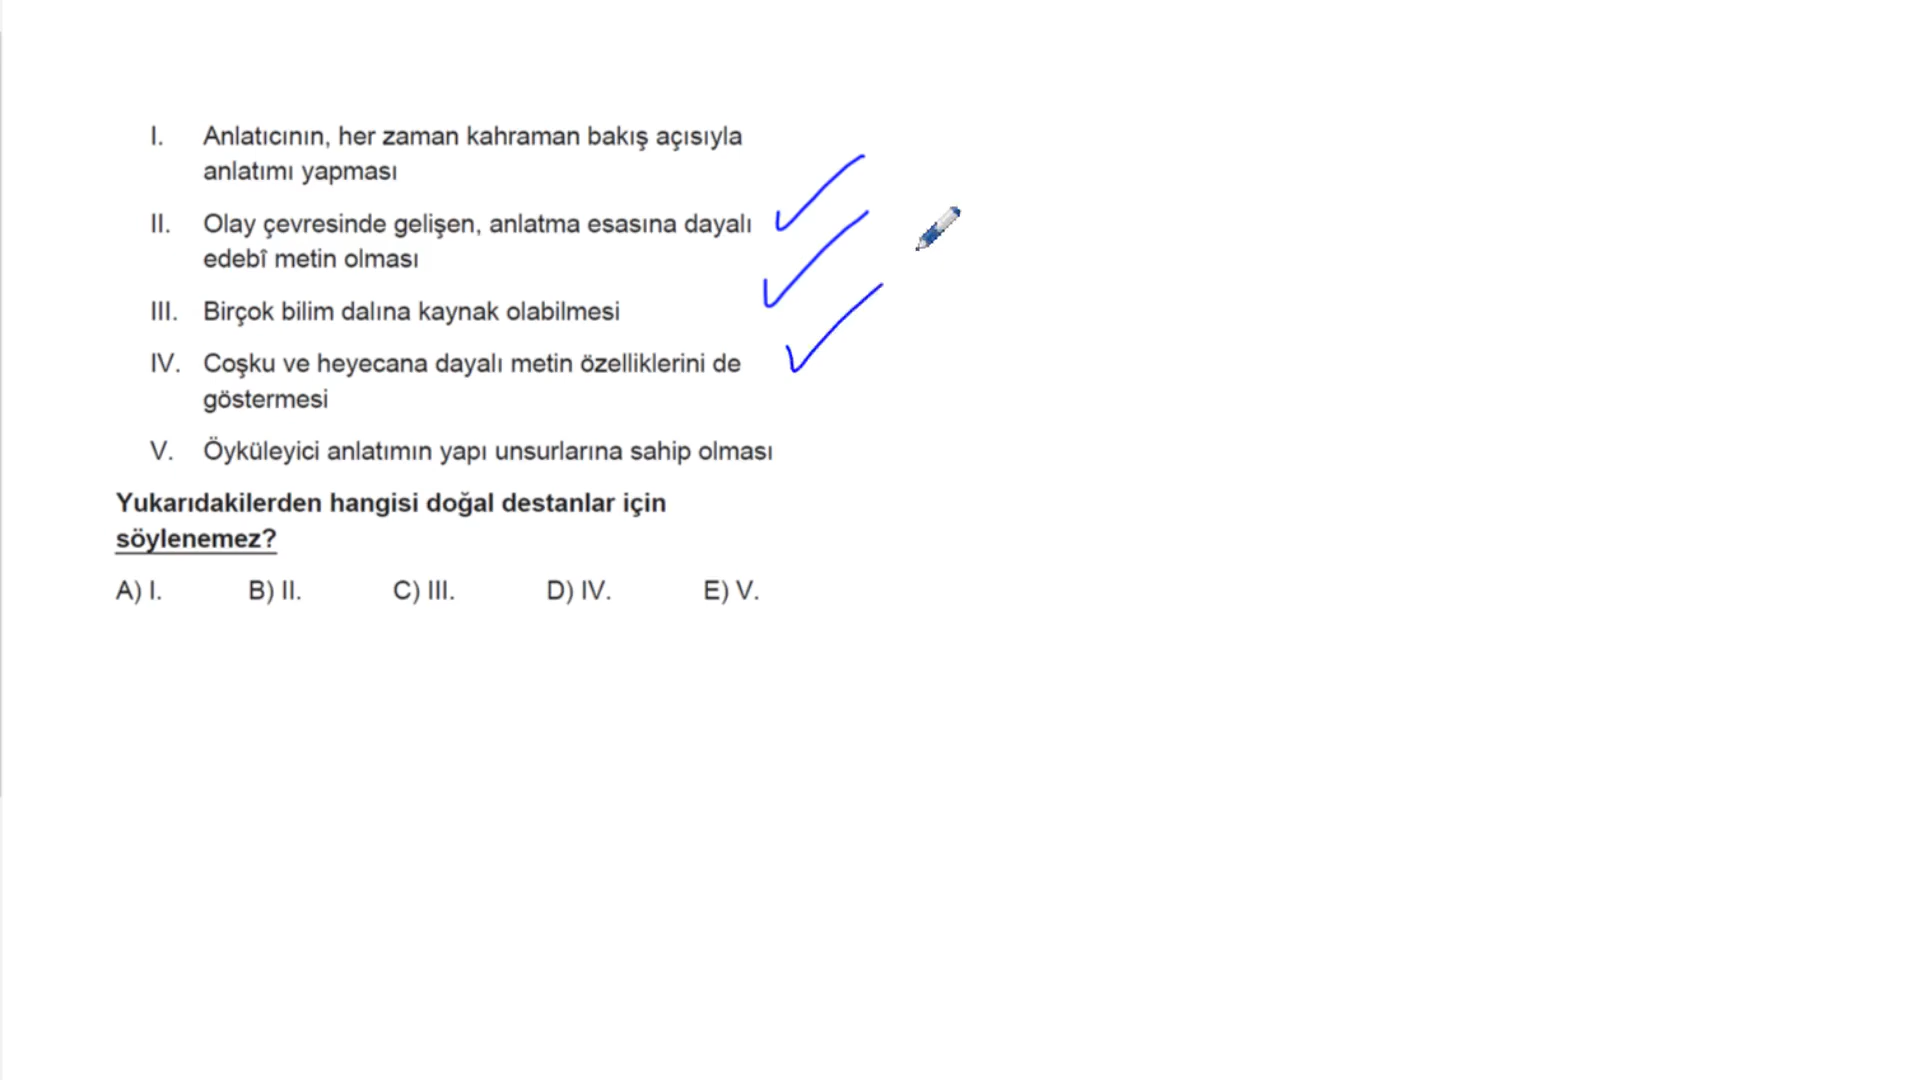 I. Anlatıcının, her zaman kahraman bakış açısıyla
anlatımı yapması
II. Olay çevresinde gelişen, anlatma esasına dayalı
edebî metin olması
III. Birçok bilim dalına kaynak olabilmesi
IV. Coşku ve heyecana dayalı metin özelliklerini de
göstermesi
V. Öyküleyici anlatımın yapı unsurlarına sahip olması
Yukarıdakilerden hangisi doğal destanlar için
söylenemez?
A) I. B) II. C) III. D) IV. E) V.